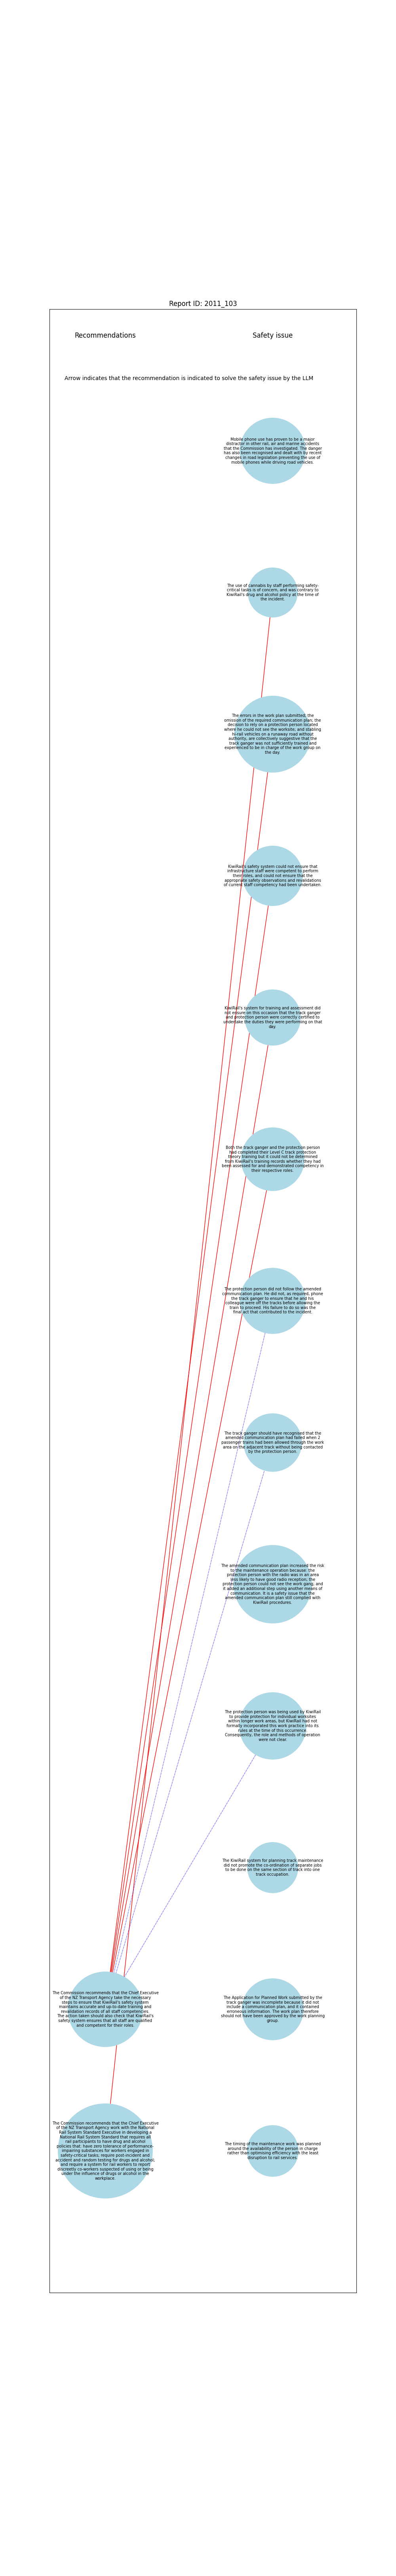 Report ID: 2011_103
Recommendations
Safety issue
Arrow indicates that the recommendation is indicated to solve the safety issue by the LLM
Mobile phone use has proven to be a major
distractor in other rail, air and marine accidents
that the Commission has investigated. The danger
has also been recognised and dealt with by recent
changes in road legislation preventing the use of
mobile phones while driving road vehicles.
The use of cannabis by staff performing safety-
critical tasks is of concern, and was contrary to
KiwiRail's drug and alcohol policy at the time of
the incident.
The errors in the work plan submitted; the
omission of the required communication plan; the
decision to rely on a protection person located
where he could not see the worksite; and stabling
hi-rail vehicles on a runaway road without
authority, are collectively suggestive that the
track ganger was not sufficiently trained and
experienced to be in charge of the work group on
the day.
KiwiRail's safety system could not ensure that
infrastructure staff were competent to perform
their roles, and could not ensure that the
appropriate safety observations and revalidations
of current staff competency had been undertaken.
KiwiRail's system for training and assessment did
not ensure on this occasion that the track ganger
and protection person were correctly certified to
undertake the duties they were performing on that
day.
Both the track ganger and the protection person
had completed their Level C track protection
theory training but it could not be determined
from KiwiRail's training records whether they had
been assessed for and demonstrated competency in
their respective roles.
The protection person did not follow the amended
communication plan. He did not, as required, phone
the track ganger to ensure that he and his
colleague were off the tracks before allowing the
train to proceed. His failure to do so was the
final act that contributed to the incident.
The track ganger should have recognised that the
amended communication plan had failed when 2
passenger trains had been allowed through the work
area on the adjacent track without being contacted
by the protection person.
The amended communication plan increased the risk
to the maintenance operation because: the
protection person with the radio was in an area
less likely to have good radio reception; the
protection person could not see the work gang; and
it added an additional step using another means of
communication. It is a safety issue that the
amended communication plan still complied with
KiwiRail procedures.
The protection person was being used by KiwiRail
to provide protection for individual worksites
within longer work areas, but KiwiRail had not
formally incorporated this work practice into its
rules at the time of this occurrence.
Consequently, the role and methods of operation
were not clear.
The KiwiRail system for planning track maintenance
did not promote the co-ordination of separate jobs
to be done on the same section of track into one
track occupation.
The Commission recommends that the Chief Executive
of the NZ Transport Agency take the necessary
steps to ensure that KiwiRail's safety system
maintains accurate and up-to-date training and
revalidation records of all staff competencies.
The action taken should also check that KiwiRail's
safety system ensures that all staff are qualified
and competent for their roles.
The Application for Planned Work submitted by the
track ganger was incomplete because it did not
include a communication plan, and it contained
erroneous information. The work plan therefore
should not have been approved by the work planning
group.
The Commission recommends that the Chief Executive
of the NZ Transport Agency work with the National
Rail System Standard Executive in developing a
National Rail System Standard that requires all
rail participants to have drug and alcohol
policies that: have zero tolerance of performance-
impairing substances for workers engaged in
safety-critical tasks; require post-incident and
accident and random testing for drugs and alcohol;
and require a system for rail workers to report
discreetly co-workers suspected of using or being
under the influence of drugs or alcohol in the
workplace.
The timing of the maintenance work was planned
around the availability of the person in charge
rather than optimising efficiency with the least
disruption to rail services.